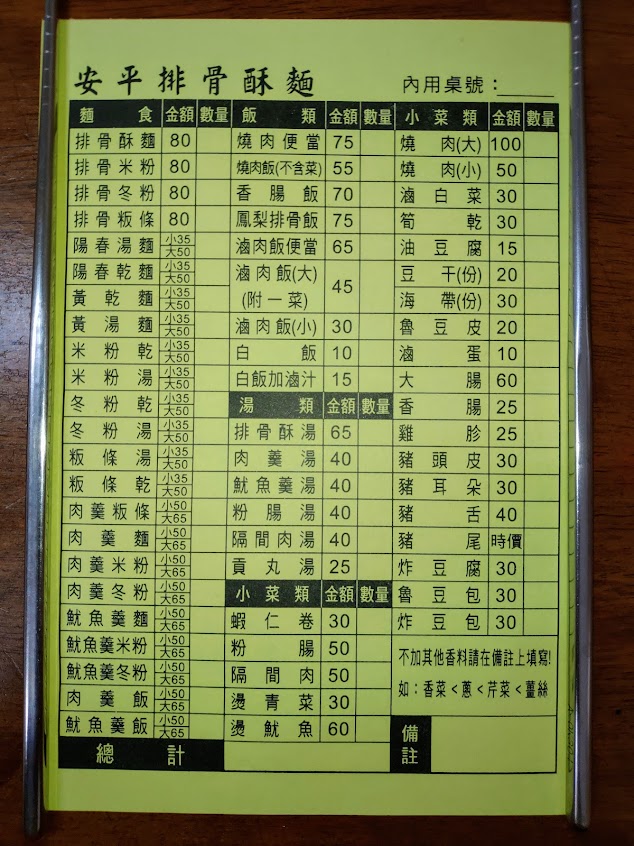 安平排骨酥麵
內用桌號：_____
麵食 金額 數量
排骨酥麵 80
排骨米粉 80
排骨冬粉 80
排骨粄條 80
陽春湯麵 小35 大50
陽春乾麵 小35 大50
黃乾麵 小35 大50
黃湯麵 小35 大50
米粉乾 小35 大50
米粉湯 小35 大50
冬粉乾 小35 大50
冬粉湯 小35 大50
粄條湯 小35 大50
粄條乾 小35 大50
肉羹粄條 小50 大65
肉羹麵 小50 大65
肉羹米粉 小50 大65
肉羹冬粉 小50 大65
魷魚羹麵 小50 大65
魷魚羹米粉 小50 大65
魷魚羹冬粉 小50 大65
肉羹飯 小50 大65
魷魚羹飯 小50 大65
總計
飯類 金額 數量
燒肉便當 75
燒肉飯(不含菜) 55
香腸飯 70
鳳梨排骨飯 75
滷肉飯便當 65
滷肉飯(大)
(附一菜) 45
滷肉飯(小) 30
白飯 10
白飯加滷汁 15
湯類 金額 數量
排骨酥湯 65
肉羹湯 40
魷魚羹湯 40
粉腸湯 40
隔間肉湯 40
貢丸湯 25
小菜類 金額 數量
蝦仁卷 30
粉腸 50
隔間肉 50
燙青菜 30
燙魷魚 60
小菜類 金額 數量
燒肉(大) 100
燒肉(小) 50
滷白菜 30
筍乾 30
油豆腐 15
豆干(份) 20
海帶(份) 30
魯豆皮 20
滷蛋 10
大腸 60
香腸 25
雞胗 25
豬頭皮 30
豬耳朵 30
豬舌 40
豬尾 時價
炸豆腐 30
魯豆包 30
炸豆包 30
不加其他香料請在備註上填寫!
如：香菜<蔥<芹菜<薑絲
備註